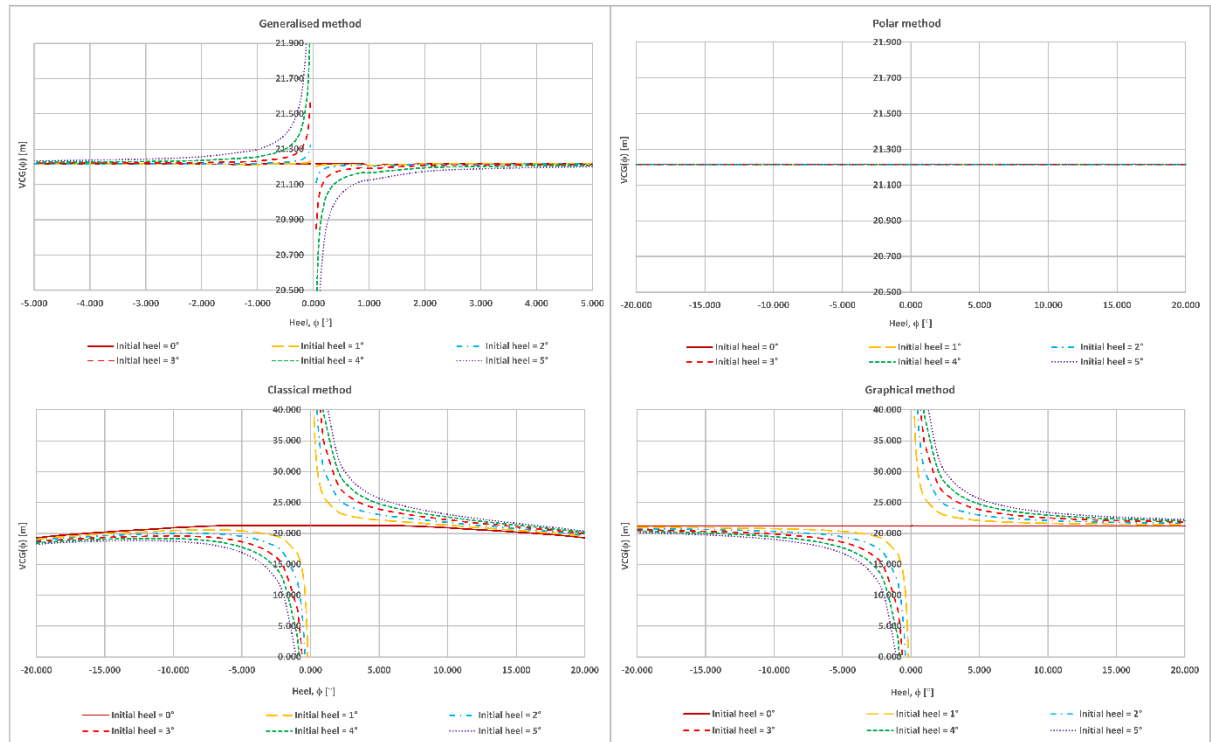 Generalised method
21.900
21.700
21.500
21.300
21.100
20.900
20.700
20.500
VCG(ϕ) [m]
-5.000 -4.000 -3.000 -2.000 -1.000 0.000 1.000 2.000 3.000 4.000 5.000
Heel, ϕ [°]
Initial heel = 0° Initial heel = 1° Initial heel = 2°
Initial heel = 3° Initial heel = 4° Initial heel = 5°
Polar method
21.900
21.700
21.500
21.300
21.100
20.900
20.700
20.500
VCG(ϕ) [m]
-20.000 -15.000 -10.000 -5.000 0.000 5.000 10.000 15.000 20.000
Heel, ϕ [°]
Initial heel = 0° Initial heel = 1° Initial heel = 2°
Initial heel = 3° Initial heel = 4° Initial heel = 5°
Classical method
40.000
35.000
30.000
25.000
20.000
15.000
10.000
5.000
0.000
VCG(ϕ) [m]
-20.000 -15.000 -10.000 -5.000 0.000 5.000 10.000 15.000 20.000
Heel, ϕ [°]
Initial heel = 0° Initial heel = 1° Initial heel = 2°
Initial heel = 3° Initial heel = 4° Initial heel = 5°
Graphical method
40.000
35.000
30.000
25.000
20.000
15.000
10.000
5.000
0.000
VCG(ϕ) [m]
-20.000 -15.000 -10.000 -5.000 0.000 5.000 10.000 15.000 20.000
Heel, ϕ [°]
Initial heel = 0° Initial heel = 1° Initial heel = 2°
Initial heel = 3° Initial heel = 4° Initial heel = 5°